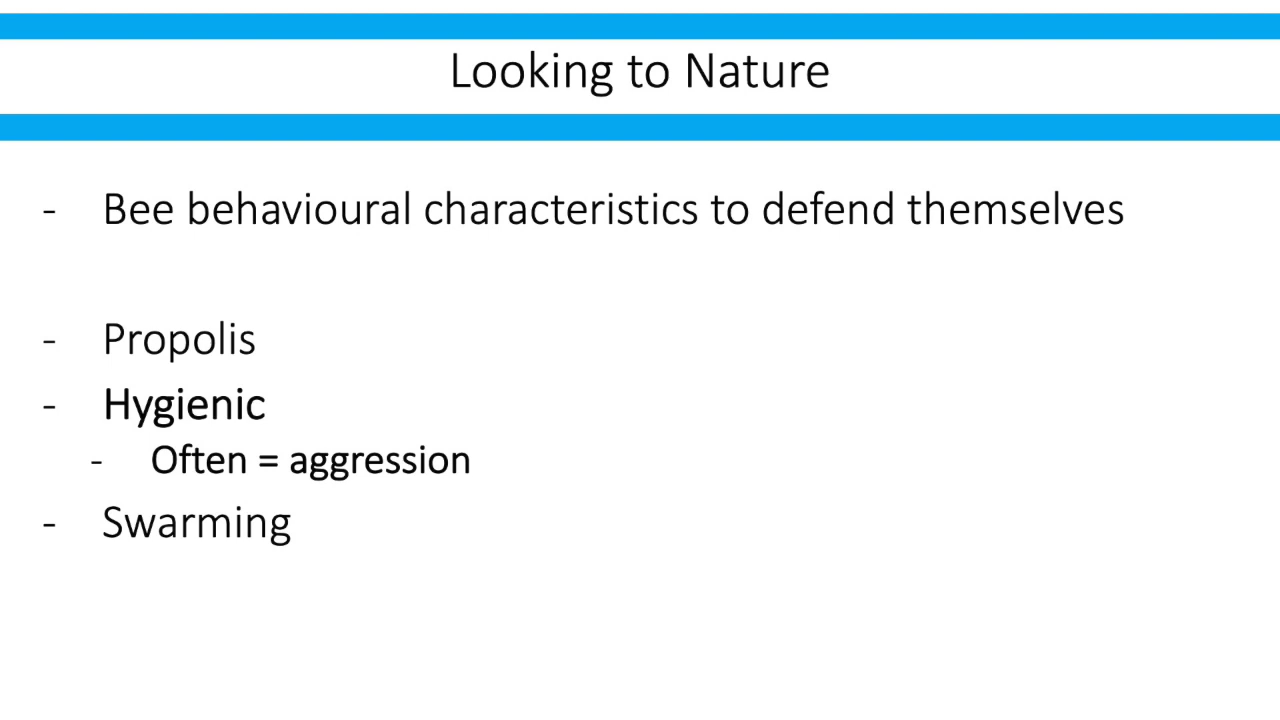 Looking to Nature
- Bee behavioural characteristics to defend themselves
- Propolis
- Hygienic
- Often = aggression
- Swarming